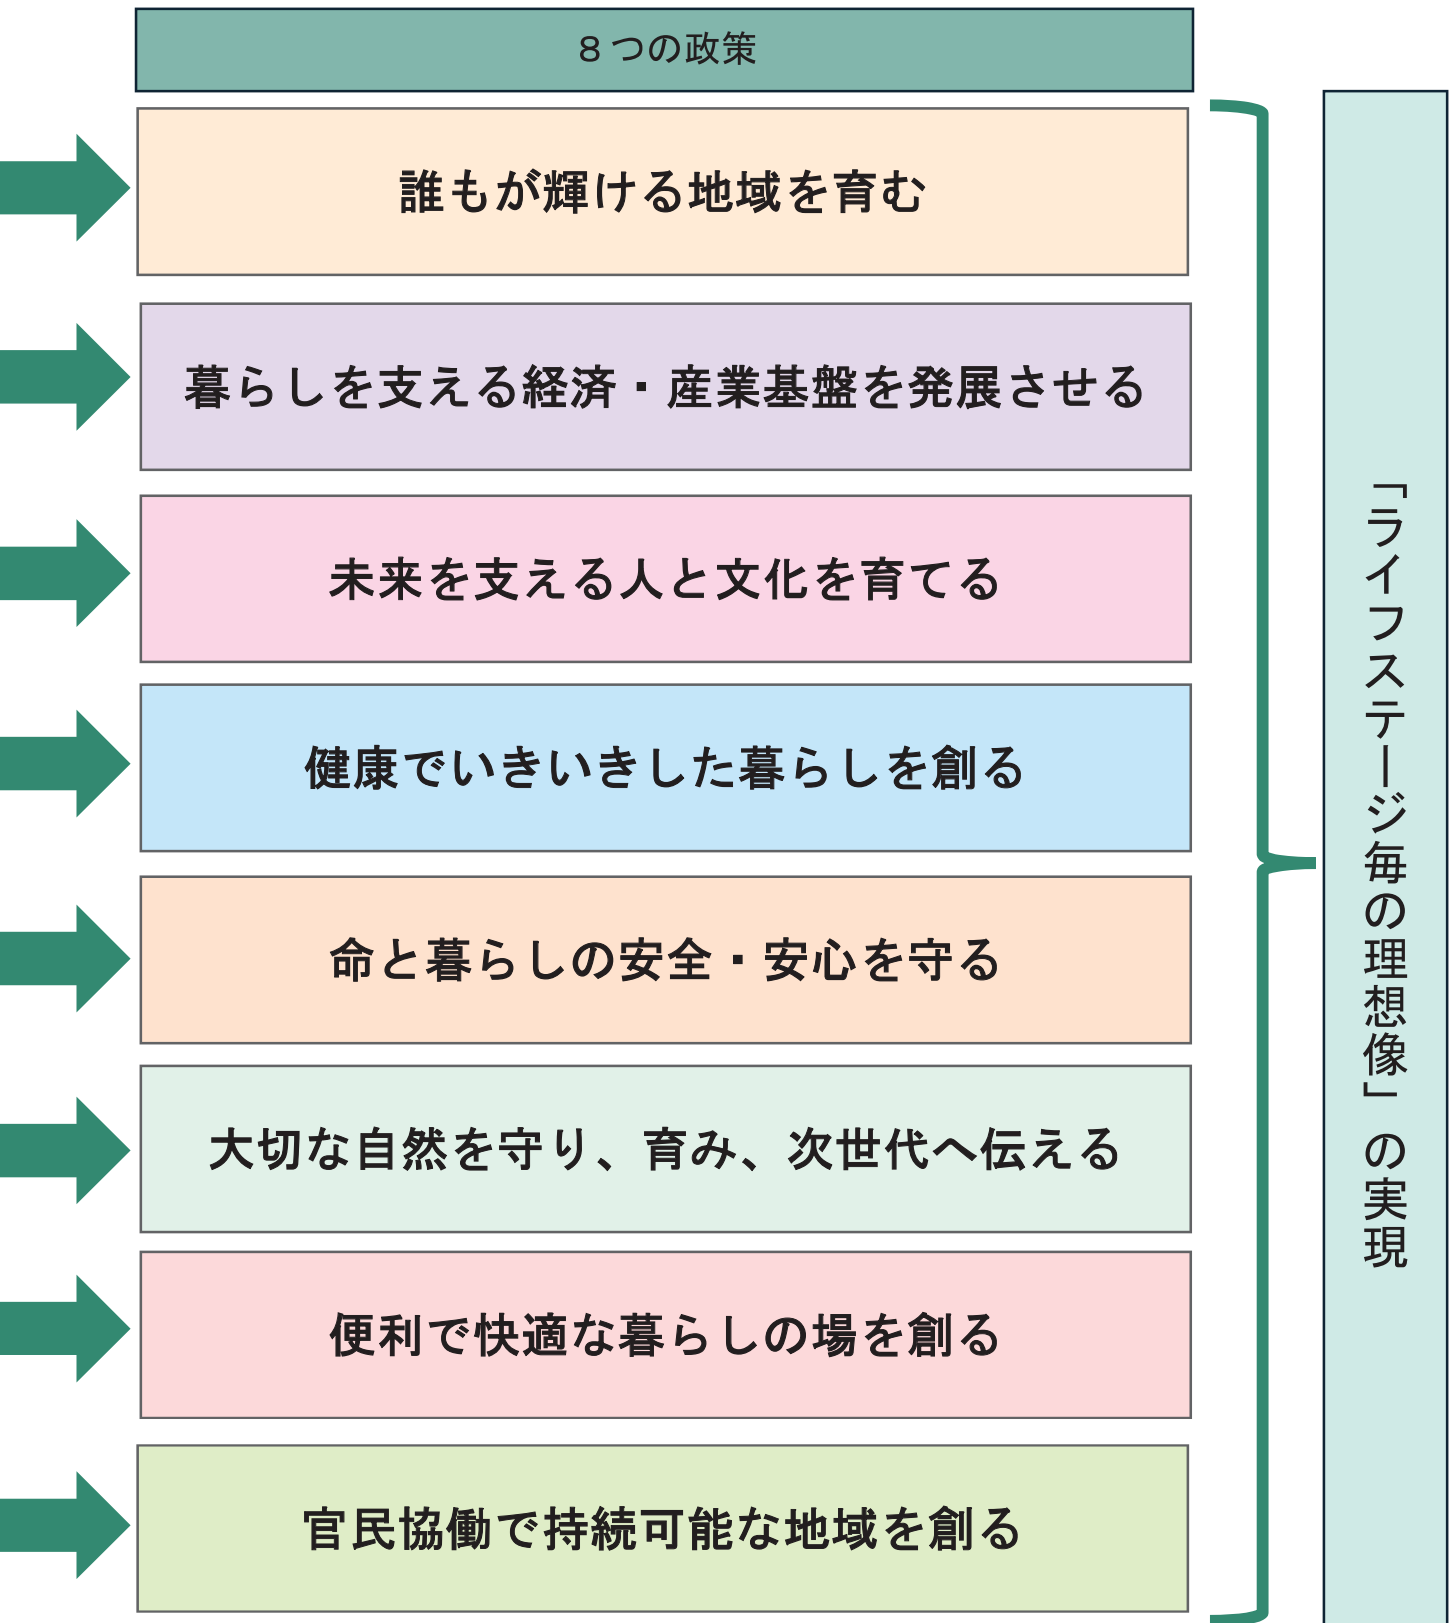 ８つの政策
誰もが輝ける地域を育む
暮らしを支える経済・産業基盤を発展させる
未来を支える人と文化を育てる
健康でいきいきした暮らしを創る
命と暮らしの安全・安心を守る
大切な自然を守り、育み、次世代へ伝える
便利で快適な暮らしの場を創る
官民協働で持続可能な地域を創る
「ライフステージ毎の理想像」の実現